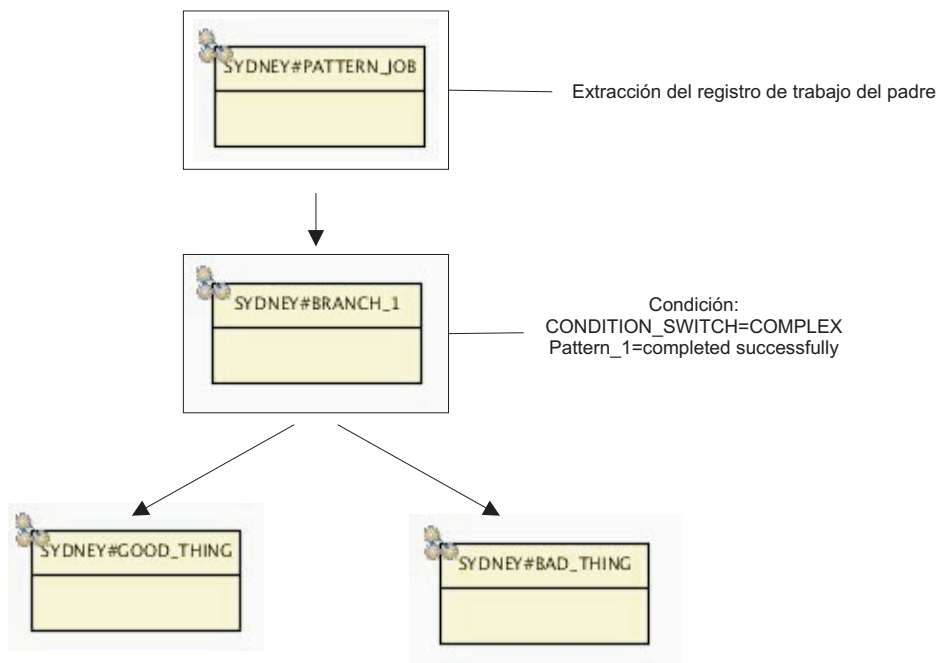 SYDNEY#PATTERN_JOB
Extracción del registro de trabajo del padre
SYDNEY#BRANCH_1
Condición:
CONDITION_SWITCH=COMPLEX
Pattern_1=completed successfully
SYDNEY#GOOD_THING
SYDNEY#BAD_THING